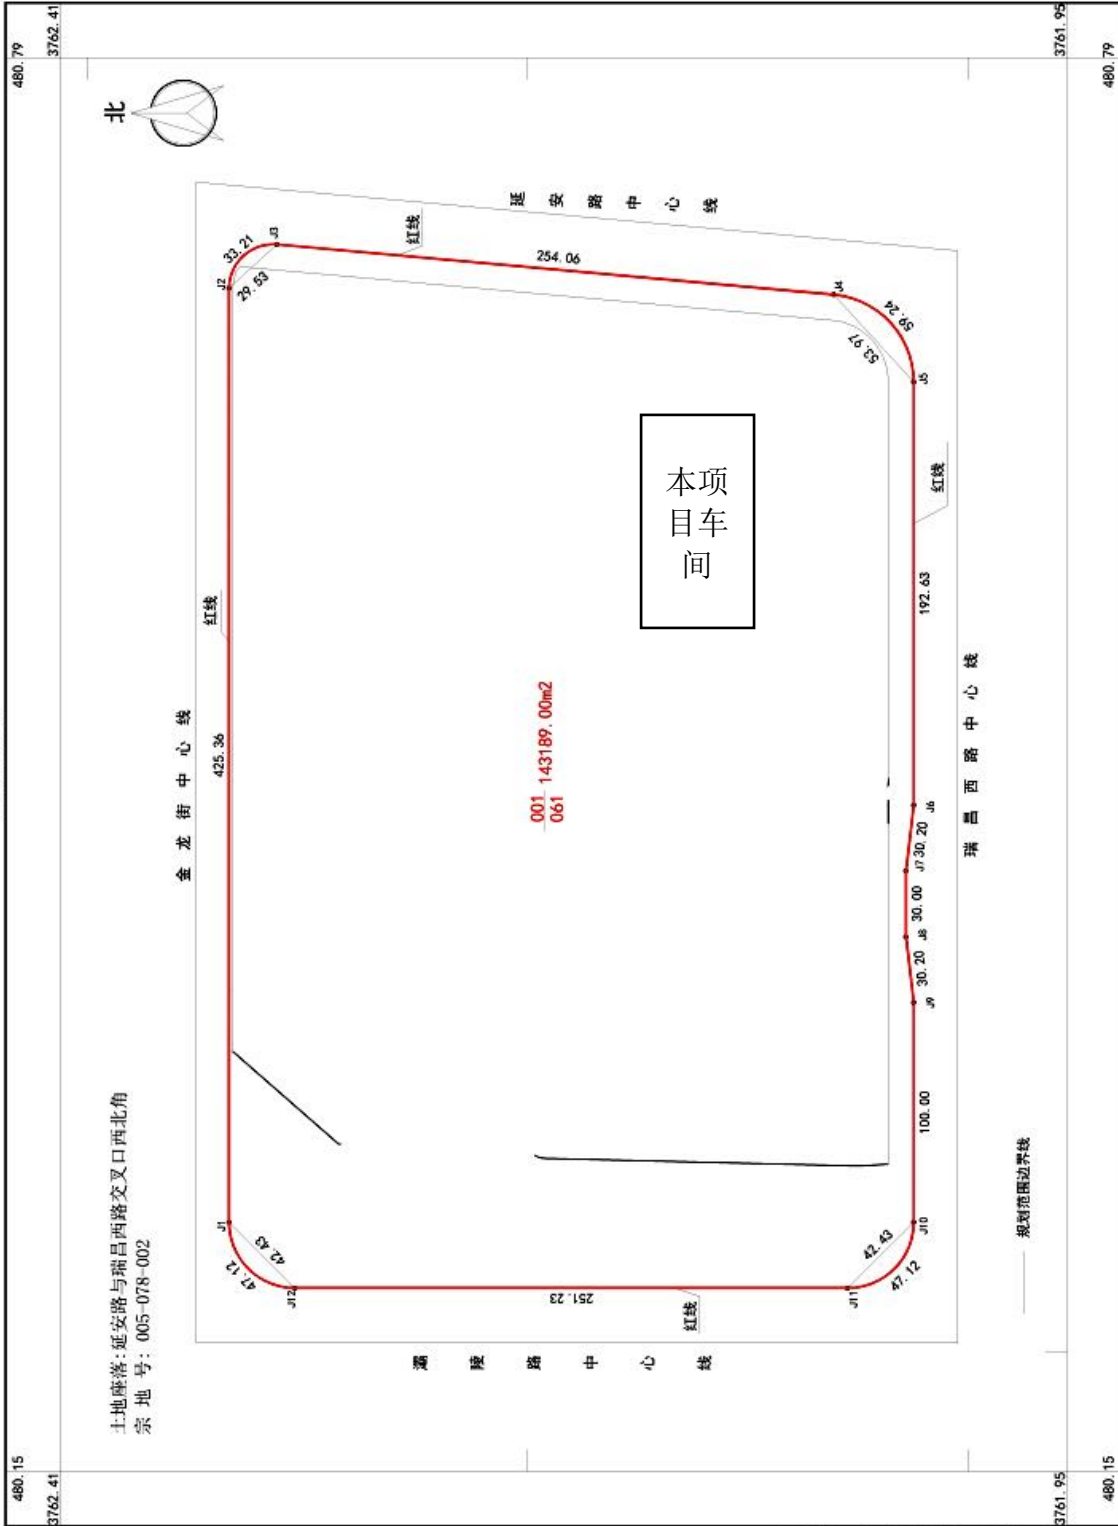 土地座落:延安路与瑞昌西路交叉口西北角
宗 地 号: 005-078-002
480.15
3762.41
480.79
3762.41
北
金 龙 街 中 心 线
红线
425.36
J1
J2
33.21
29.53
J3
47.12
42.43
J12
延 安 路 中 心 线
红线
254.06
灞 陵 路 中 心 线
红线
251.23
001
061
143189.00m2
本项
目车
间
J4
59.24
53.97
J5
J11
42.43
47.12
J10
100.00
J9
30.20
J8
30.00
J7
30.20
J6
192.63
红线
瑞 昌 西 路 中 心 线
规划范围边界线
3761.95
480.15
3761.95
480.79